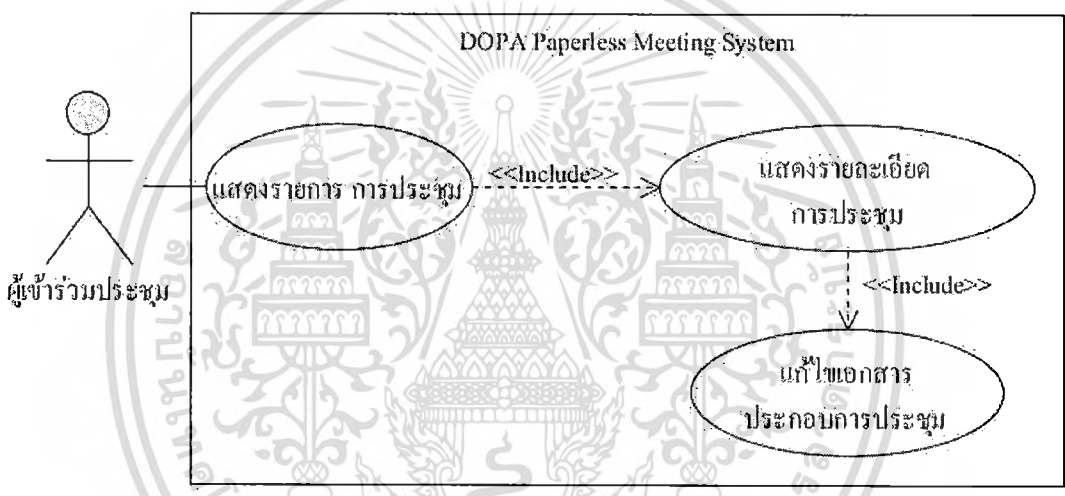 DOPA Paperless Meeting System
แสดงรายการ การประชุม
<<Include>>
แสดงรายละเอียด
การประชุม
ผู้เข้าร่วมประชุม
<<Include>>
แก้ไขเอกสาร
ประกอบการประชุม